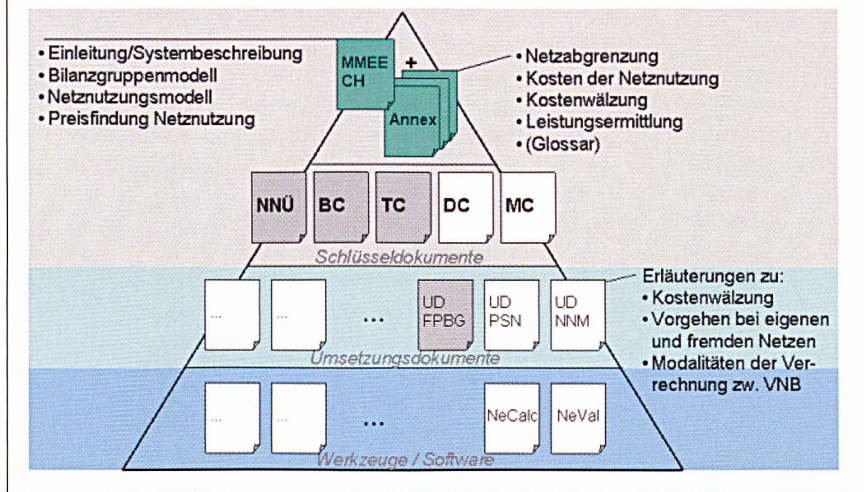 • Einleitung/Systembeschreibung
• Bilanzgruppenmodell
• Netznutzungsmodell
• Preisfindung Netznutzung
MMEE
CH
+
Annex
• Netzabgrenzung
• Kosten der Netznutzung
• Kostenwälzung
• Leistungsermittlung
• (Glossar)
NNÜ
BC
TC
DC
MC
Schlüsseldokumente
...
...
...
UD
FPBG
UD
PSN
UD
NNM
Umsetzungsdokumente
Erläuterungen zu:
• Kostenwälzung
• Vorgehen bei eigenen
und fremden Netzen
• Modalitäten der Ver-
rechnung zw. VNB
...
...
...
NeCalc
NeVal
Werkzeuge / Software